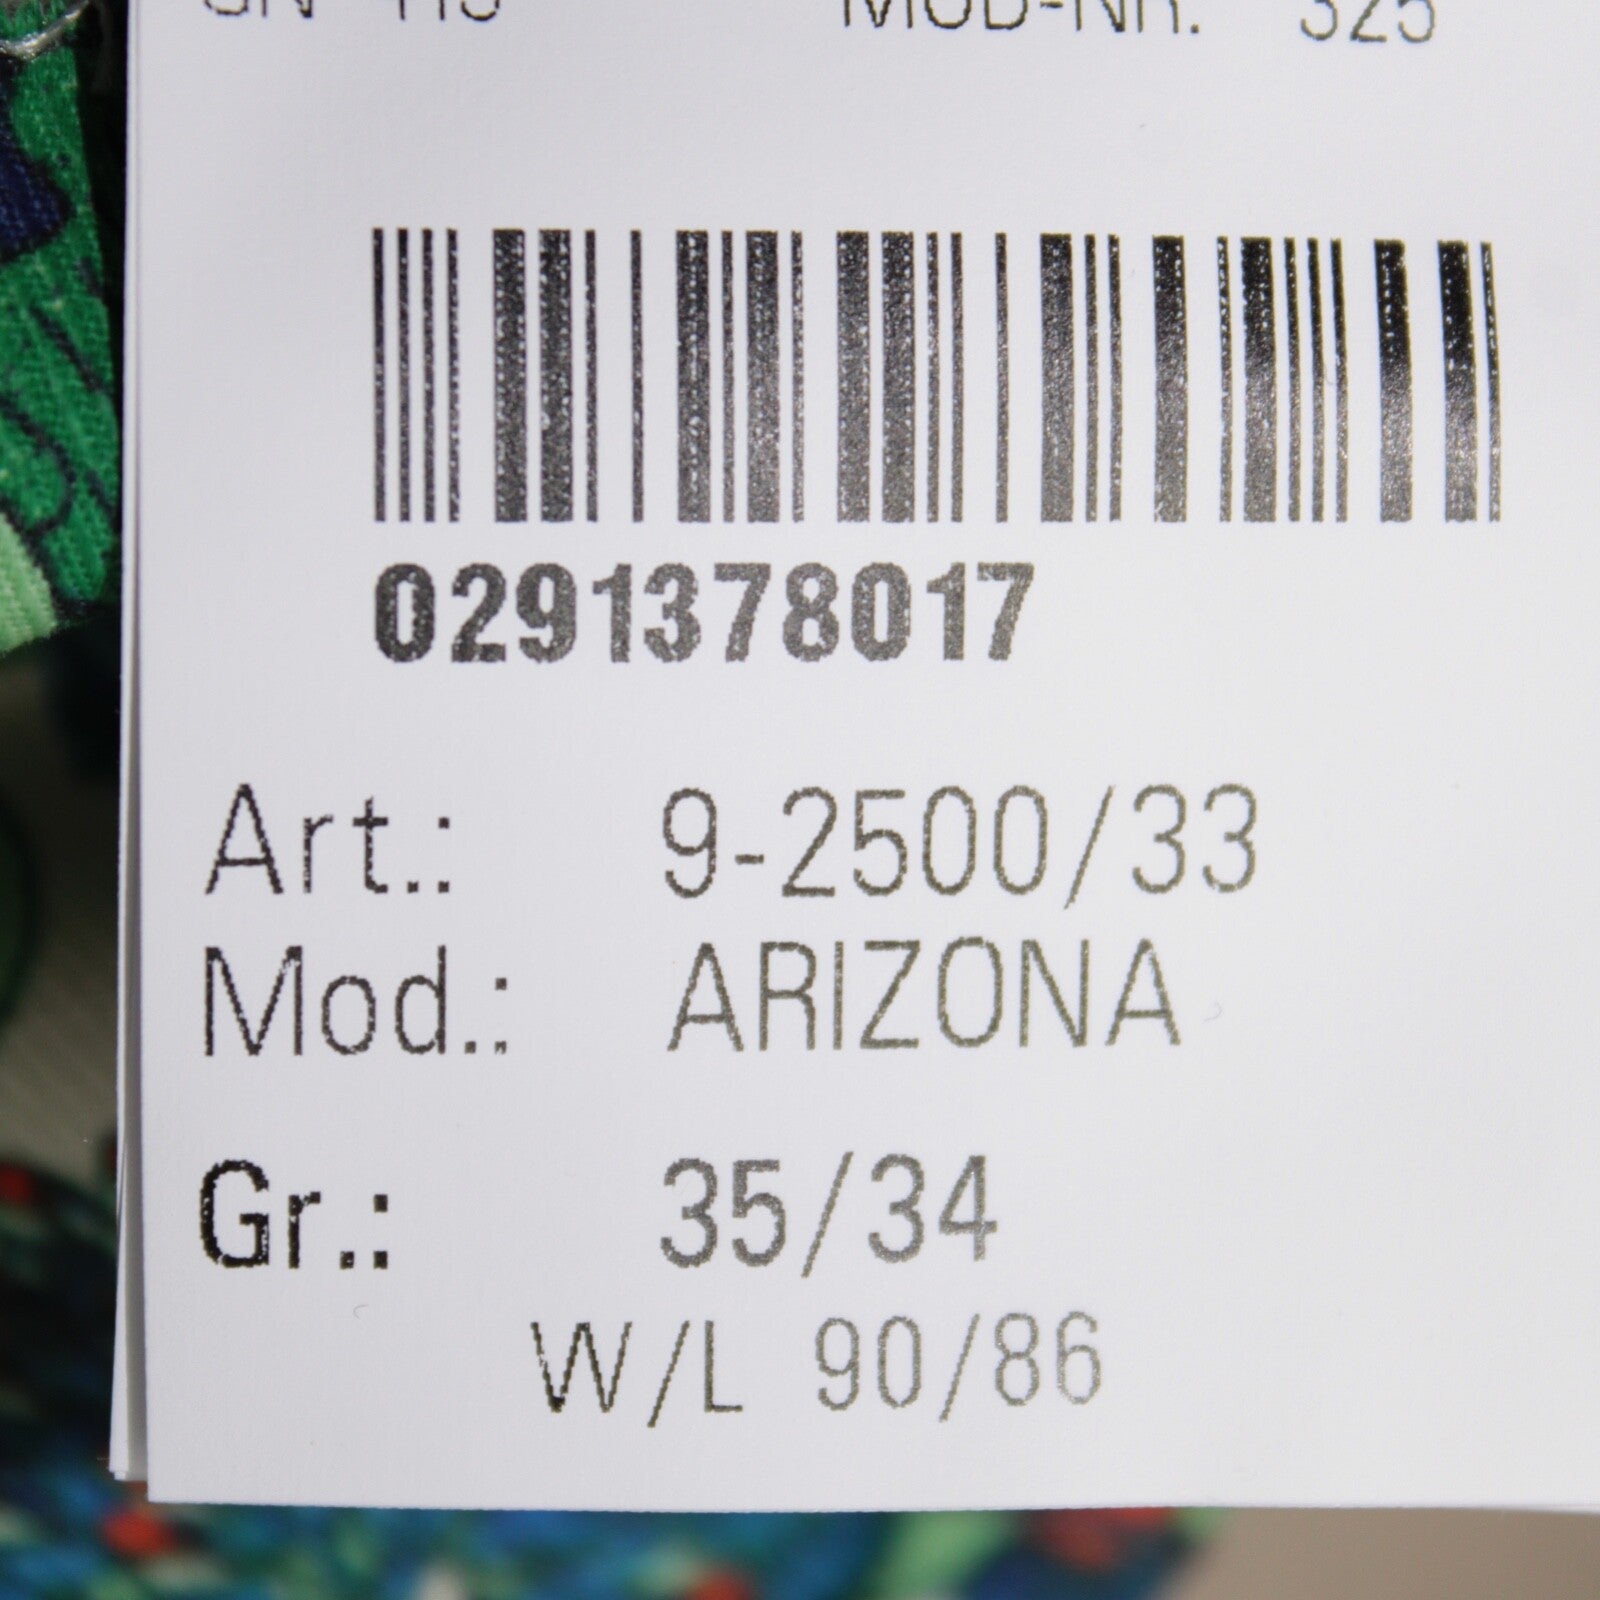 MOD-NR. 325
0291378017
Art.: 9-2500/33
Mod.: ARIZONA
Gr.: 35/34
W/L 90/86